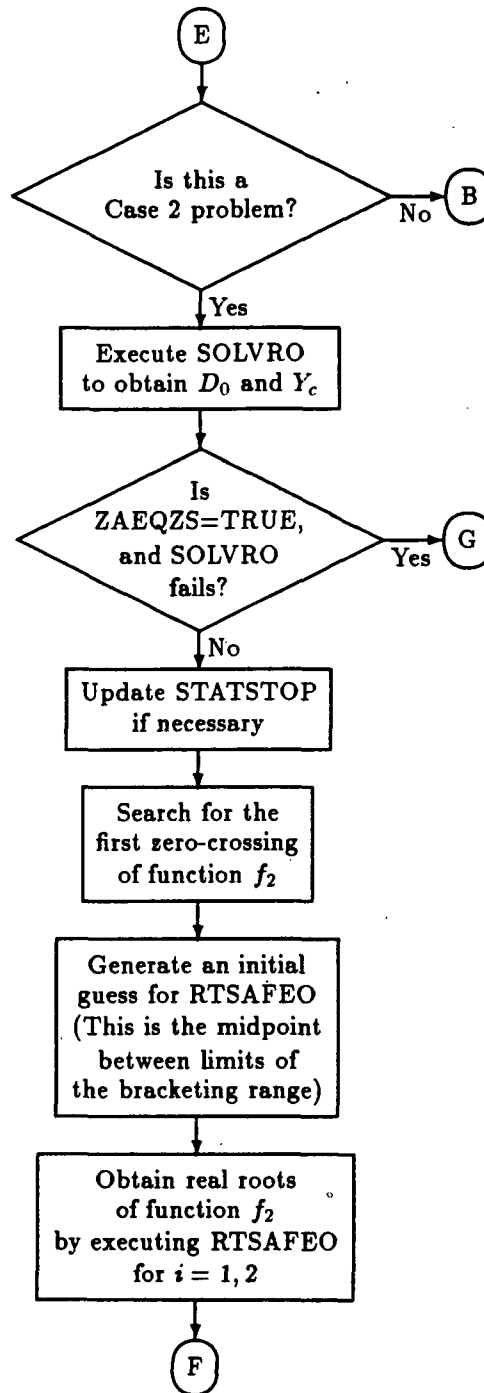 E
Is this a
Case 2 problem?
No
B
Yes
Execute SOLVRO
to obtain D₀ and Y_c
Is
ZAEQZS=TRUE,
and SOLVRO
fails?
Yes
G
No
Update STATSTOP
if necessary
Search for the
first zero-crossing
of function f₂
Generate an initial
guess for RTSAFEO
(This is the midpoint
between limits of
the bracketing range)
Obtain real roots
of function f₂
by executing RTSAFEO
for i = 1, 2
F